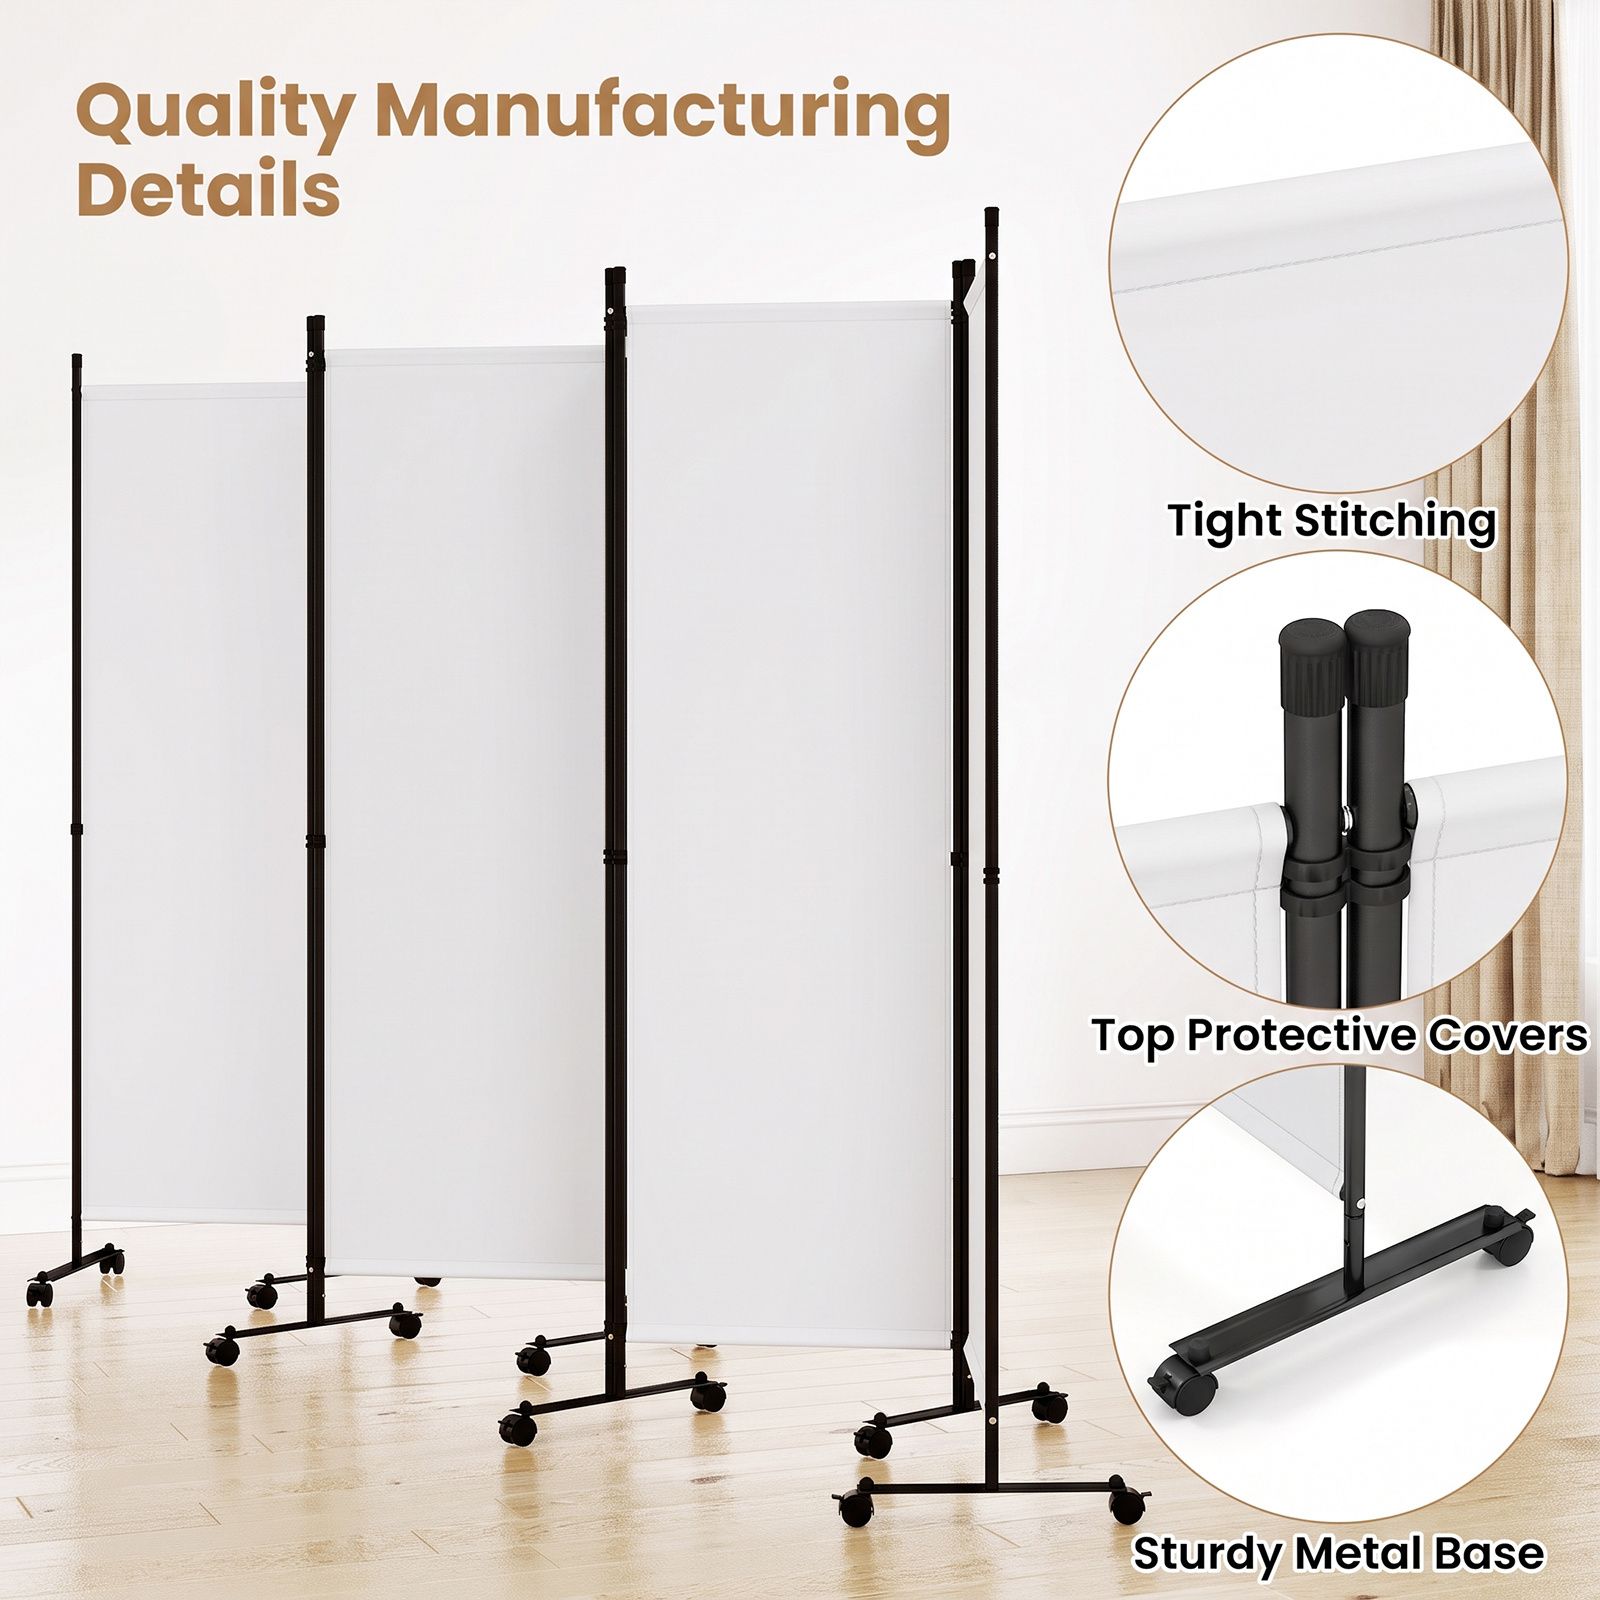 Quality Manufacturing
Details
Tight Stitching
Top Protective Covers
Sturdy Metal Base